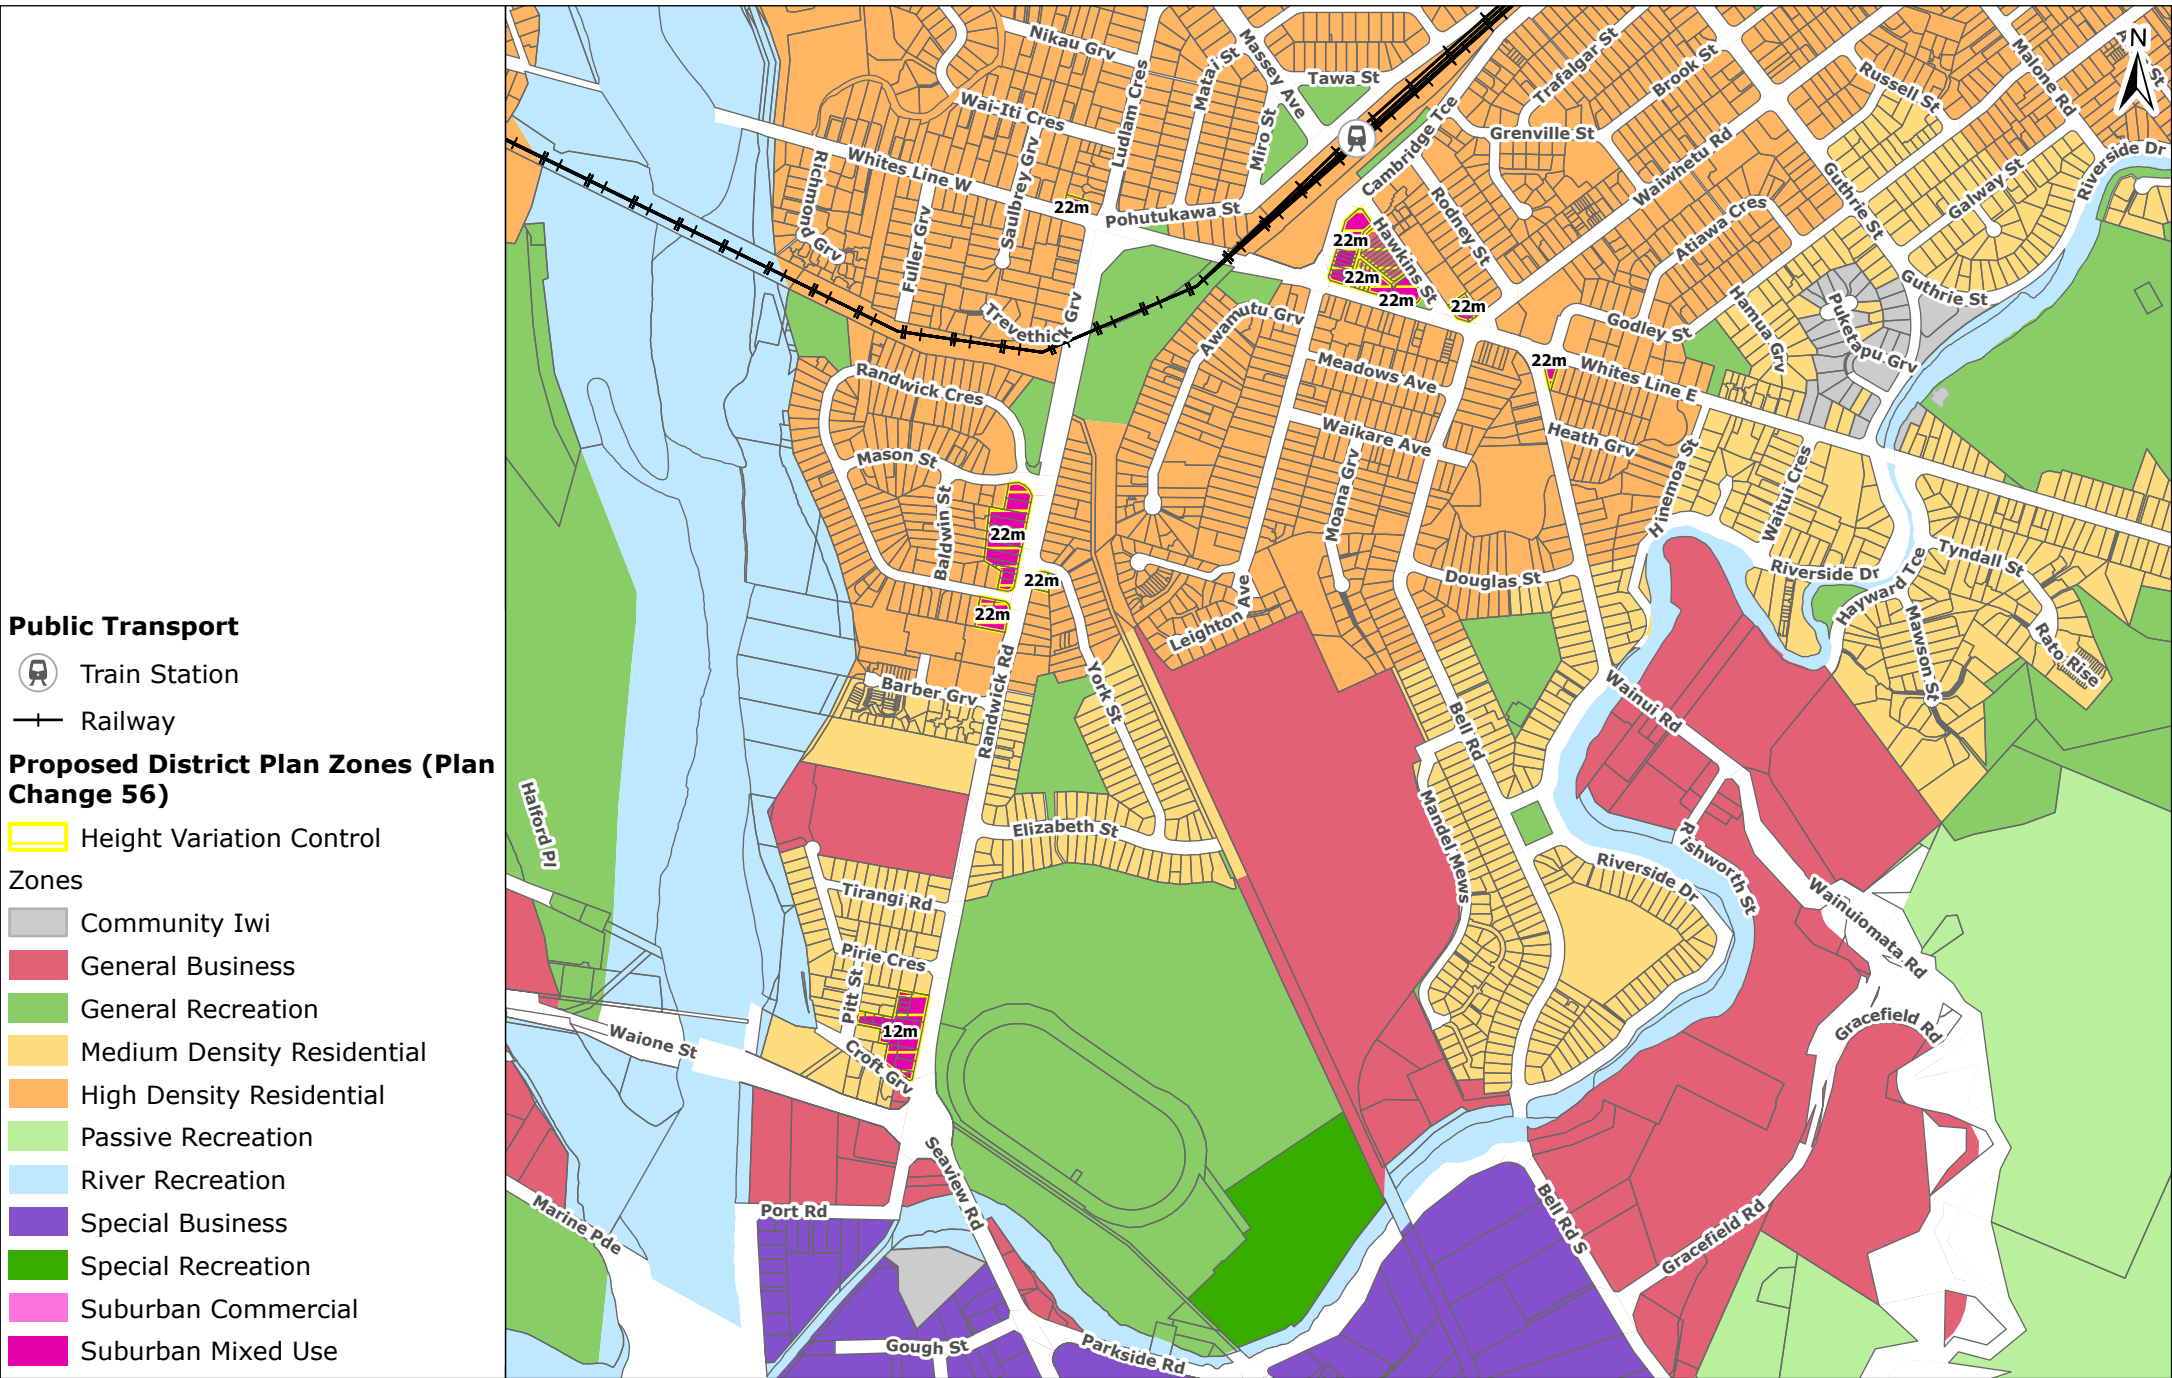 Public Transport
Train Station
Railway
Proposed District Plan Zones (Plan
Change 56)
Height Variation Control
Zones
Community Iwi
General Business
General Recreation
Medium Density Residential
High Density Residential
Passive Recreation
River Recreation
Special Business
Special Recreation
Suburban Commercial
Suburban Mixed Use
N
Nikau Grv
Ludlam Cres
Matai St
Massey Ave
Tawa St
Miro St
Trafalgar St
Brook St
Russell St
Malone Rd
St
Wai-Iti Cres
Cambridge Tce
Grenville St
Waiwhetu Rd
Guthrie St
Galway St
Riverside Dr
Whites Line W
Richmond Grv
Saulbrey Grv
Fuller Grv
22m
Pohutukawa St
Rodney St
Hawkins St
Atiawa Cres
22m
22m
22m
22m
Guthrie St
Puketapu Grv
Hamua Grv
Godley St
Trevethick Grv
Awamutu Grv
Meadows Ave
22m
Whites Line E
Randwick Cres
Waikare Ave
Heath Grv
Mason St
Baldwin St
Moana Grv
Hinemoa St
Waitui Cres
22m
22m
22m
Douglas St
Riverside Dr
Hayward Tce
Tyndall St
Mawson St
Rato Rise
Leighton Ave
Barber Grv
Randwick Rd
York St
Bell Rd
Wainui Rd
Halford Pl
Elizabeth St
Mandel Mews
Rishworth St
Riverside Dr
Tirangi Rd
Pirie Cres
Pitt St
Wainuiomata Rd
12m
Croft Grv
Waione St
Gracefield Rd
Seaview Rd
Port Rd
Marine Pde
Bell Rd S
Gracefield Rd
Gough St
Parkside Rd